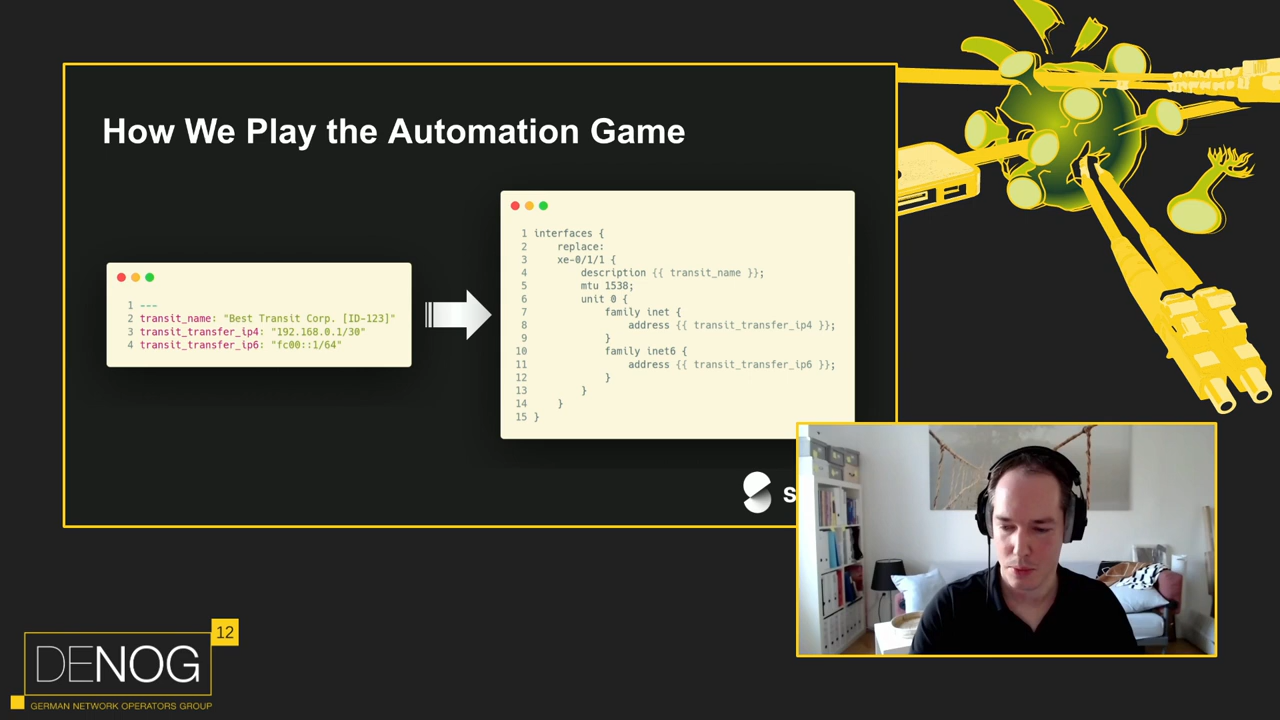 How We Play the Automation Game
1 ---
2 transit_name: "Best Transit Corp. [ID-123]"
3 transit_transfer_ip4: "192.168.0.1/30"
4 transit_transfer_ip6: "fc00::1/64"
1 interfaces {
2 replace:
3 xe-0/1/1 {
4 description {{ transit_name }};
5 mtu 1538;
6 unit 0 {
7 family inet {
8 address {{ transit_transfer_ip4 }};
9 }
10 family inet6 {
11 address {{ transit_transfer_ip6 }};
12 }
13 }
14 }
15 }
12
DENOG
GERMAN NETWORK OPERATORS GROUP